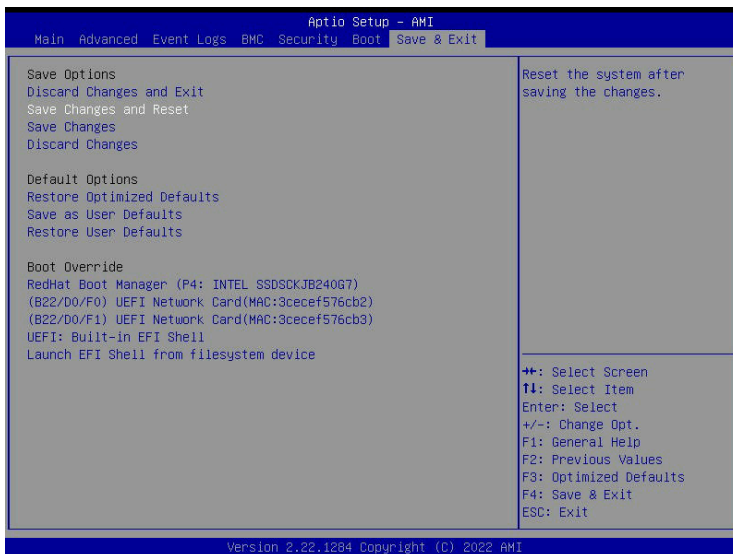 Aptio Setup – AMI
Main Advanced Event Logs BMC Security Boot Save & Exit
Save Options
Discard Changes and Exit
Save Changes and Reset
Save Changes
Discard Changes
Default Options
Restore Optimized Defaults
Save as User Defaults
Restore User Defaults
Boot Override
RedHat Boot Manager (P4: INTEL SSDSCKJB240G7)
(B22/D0/F0) UEFI Network Card(MAC:3cecef576cb2)
(B22/D0/F1) UEFI Network Card(MAC:3cecef576cb3)
UEFI: Built-in EFI Shell
Launch EFI Shell from filesystem device
Reset the system after
saving the changes.
→←: Select Screen
↑↓: Select Item
Enter: Select
+/-: Change Opt.
F1: General Help
F2: Previous Values
F3: Optimized Defaults
F4: Save & Exit
ESC: Exit
Version 2.22.1284 Copyright (C) 2022 AMI